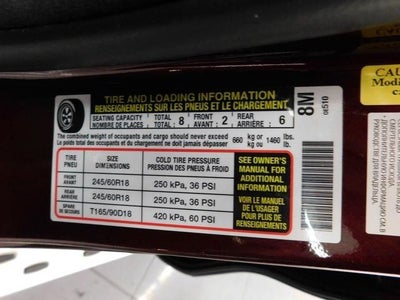 TIRE AND LOADING INFORMATION
RENSEIGNEMENTS SUR LES PNEUS ET LE CHARGEMENT
SEATING CAPACITY TOTAL 8 FRONT 2 REAR 6
NOMBRE DE PLACES TOTAL: AVANT: ARRIÈRE:
The combined weight of occupants and cargo should never exceed
Le poids total des occupants et du chargement ne doit jamais dépasser
660 kg or kg ou 1460 lbs. or lb.
TIRE PNEU SIZE DIMENSIONS COLD TIRE PRESSURE PRESSION DES PNEUS À FROID
FRONT AVANT 245/60R18 250 kPa, 36 PSI
REAR ARRIÈRE 245/60R18 250 kPa, 36 PSI
SPARE DE SECOURS T165/90D18 420 kPa, 60 PSI
SEE OWNER'S
MANUAL FOR
ADDITIONAL
INFORMATION
VOIR LE MANUEL
DE L'USAGER
POUR PLUS DE
RENSEIGNEMENTS
8M